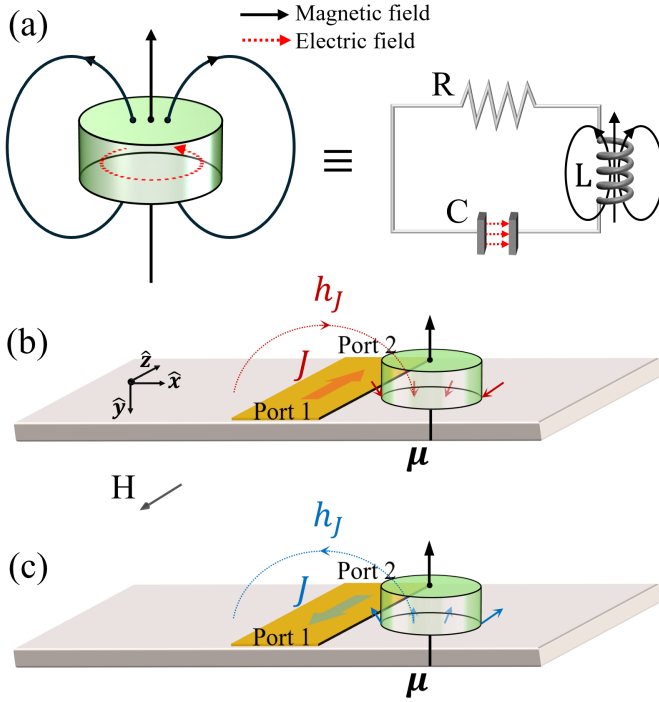 (a)
Magnetic field
Electric field
≡
R
L
C
(b)
h_J
Port 2
ẑ
x̂
ŷ
J
Port 1
μ
H
(c)
h_J
Port 2
J
Port 1
μ